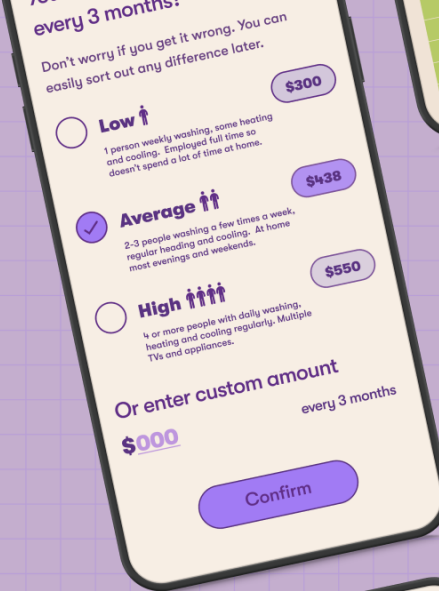 every 3 months?
Don't worry if you get it wrong. You can
easily sort out any difference later.
$300
Low
1 person weekly washing, some heating
and cooling. Employed full time so
doesn't spend a lot of time at home.
$438
Average
2-3 people washing a few times a week,
regular heading and cooling. At home
most evenings and weekends.
$550
High
4 or more people with daily washing,
heating and cooling regularly. Multiple
TVs and appliances.
Or enter custom amount
$000
every 3 months
Confirm